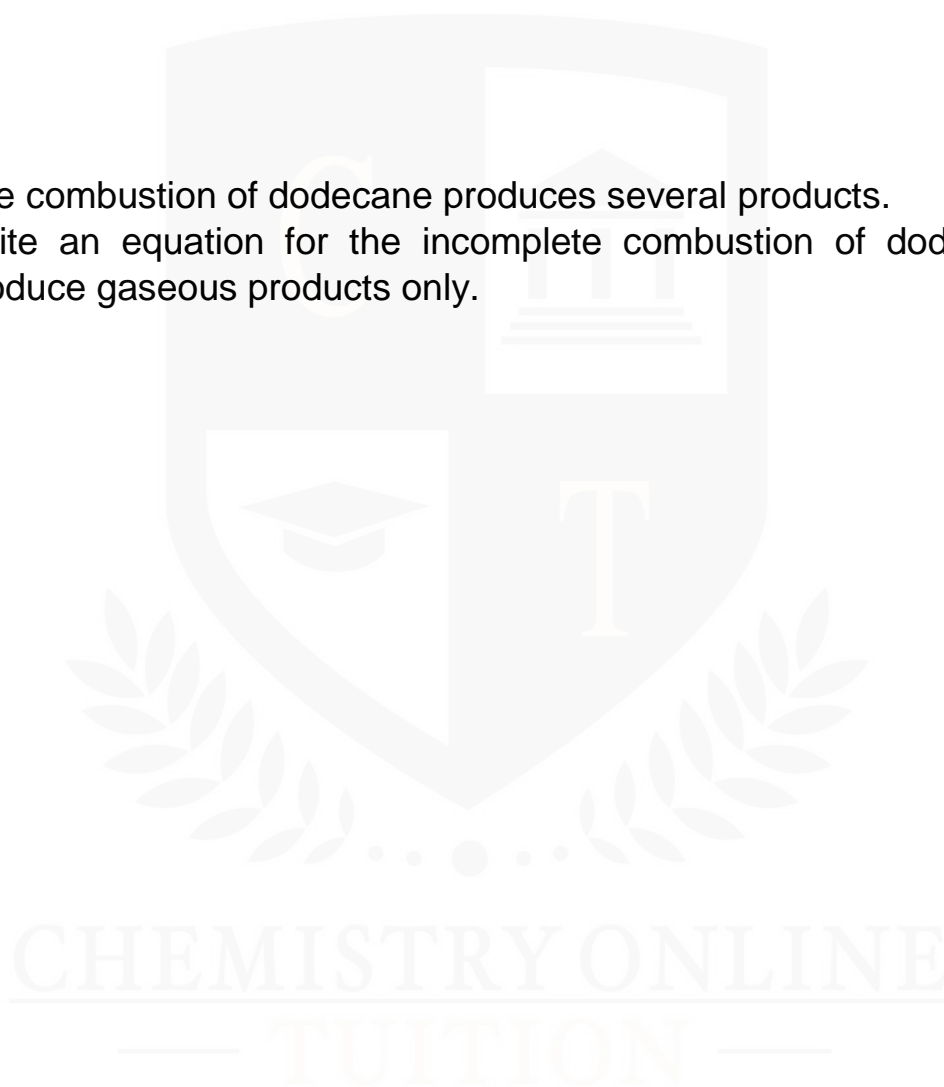 e combustion of dodecane produces several products.
ite an equation for the incomplete combustion of dod
oduce gaseous products only.
C
T
CHEMISTRY ONLINE
TUITION